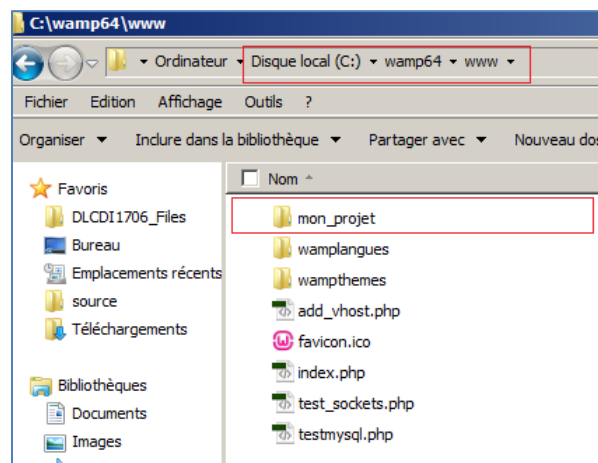 C:\wamp64\www
Ordinateur Disque local (C:) wamp64 www
Fichier Edition Affichage Outils ?
Organiser Inclure dans la bibliothèque Partager avec Nouveau dos
Favoris
DLCDI1706_Files
Bureau
Emplacements récents
source
Téléchargements
Bibliothèques
Documents
Images
Nom
mon_projet
wamplangues
wampthemes
add_vhost.php
favicon.ico
index.php
test_sockets.php
testmysql.php